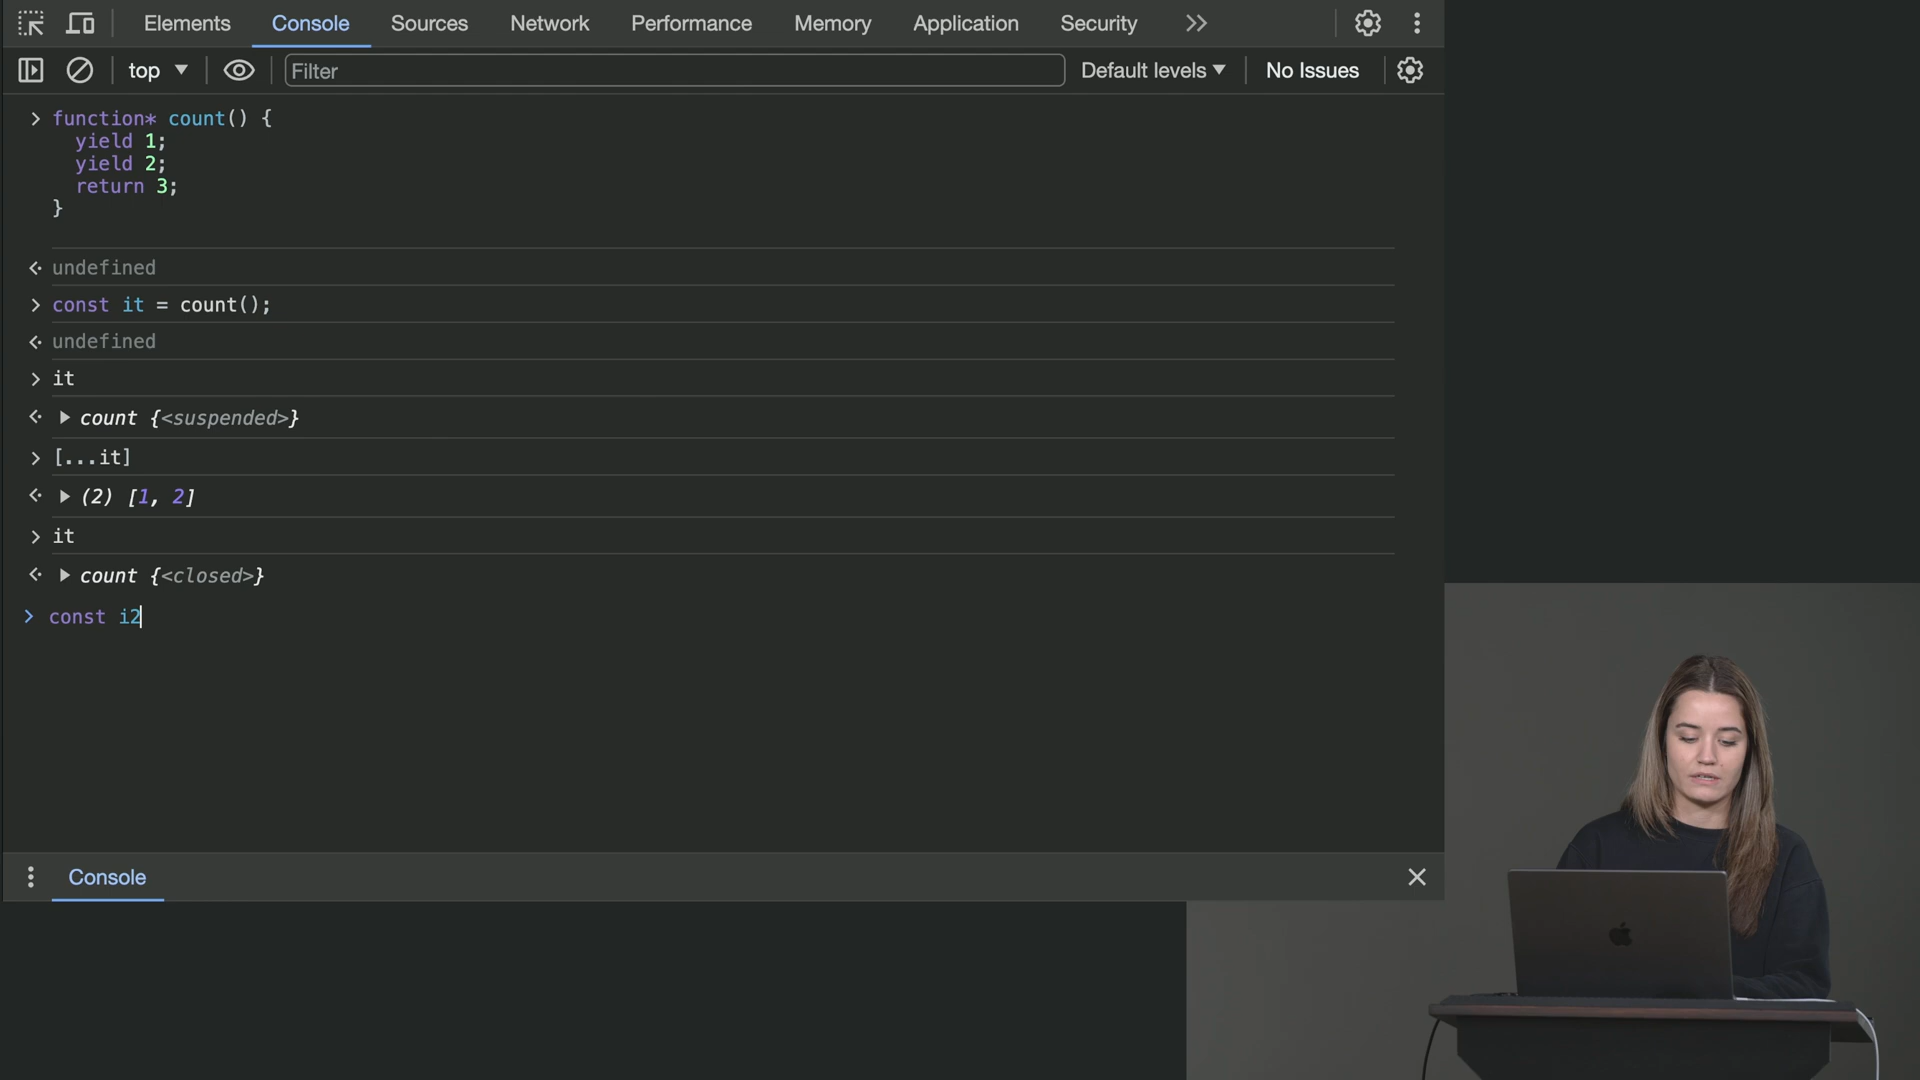 Elements Console Sources Network Performance Memory Application Security
top Filter Default levels No Issues
> function* count() {
yield 1;
yield 2;
return 3;
}
undefined
> const it = count();
undefined
> it
count {<suspended>}
> [...it]
(2) [1, 2]
> it
count {<closed>}
> const i2
Console